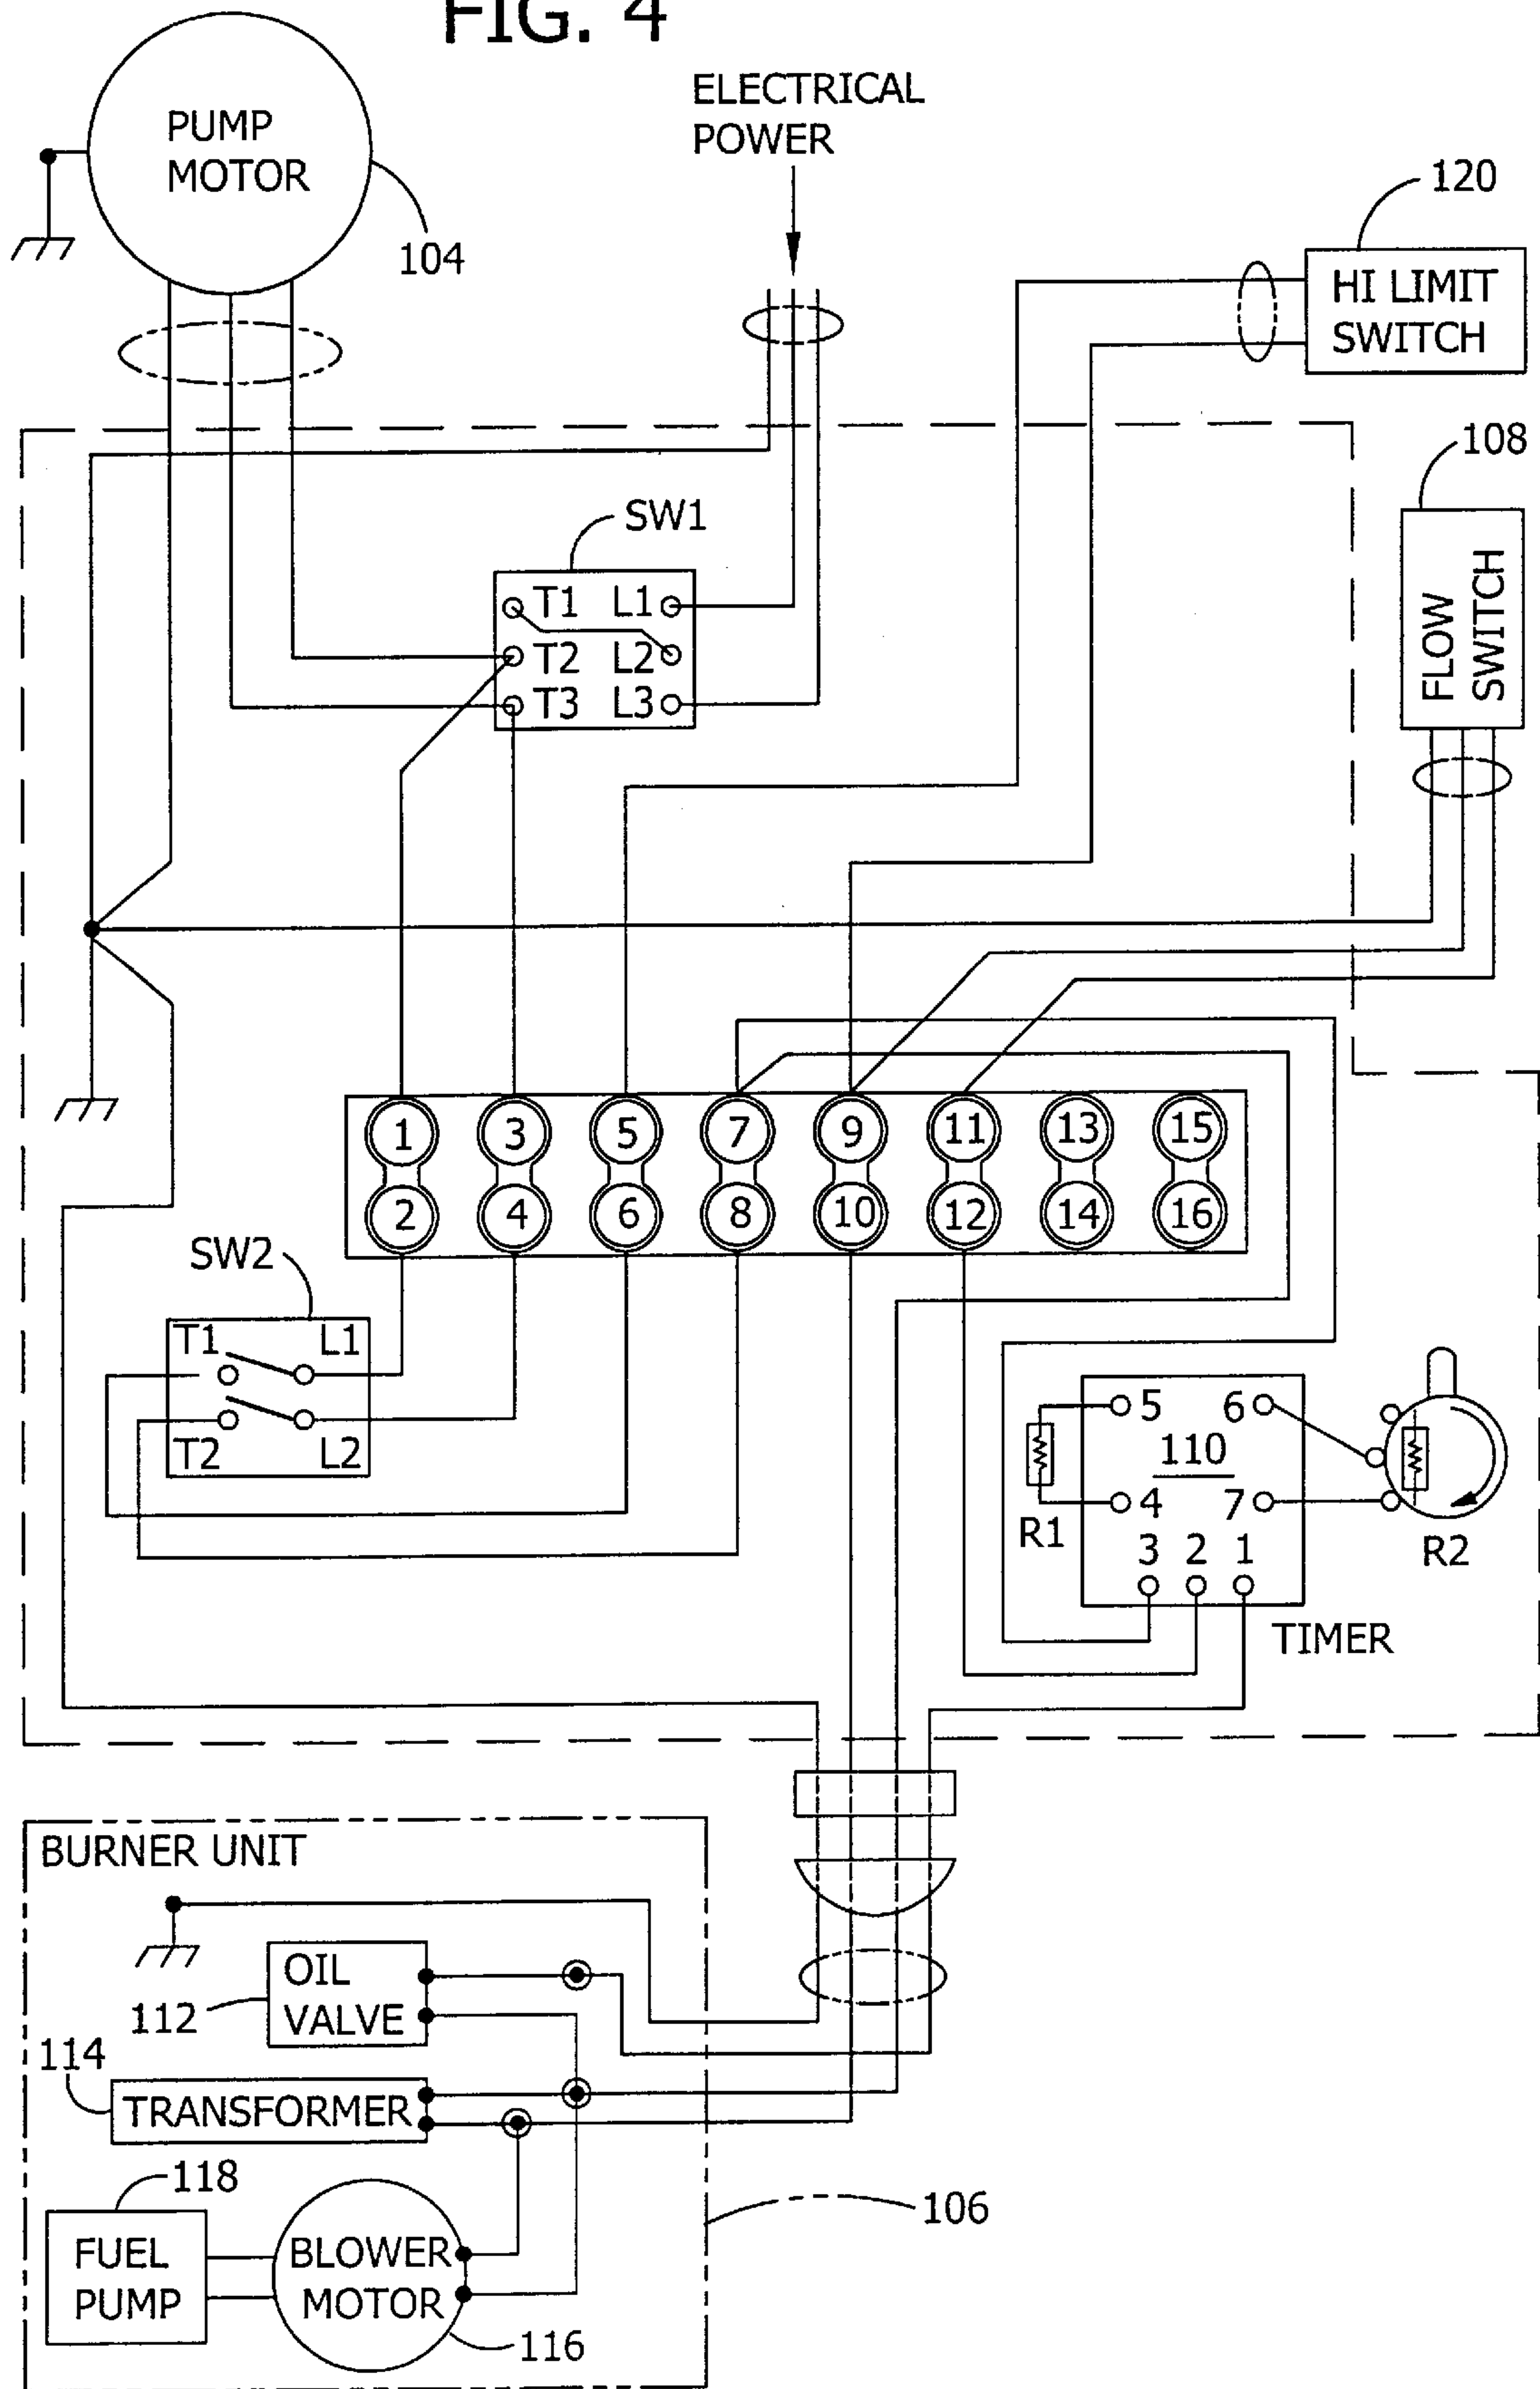 FIG. 4
PUMP
MOTOR
104
ELECTRICAL
POWER
120
HI LIMIT
SWITCH
108
FLOW
SWITCH
SW1
T1 L1
T2 L2
T3 L3
1 3 5 7 9 11 13 15
2 4 6 8 10 12 14 16
SW2
T1 L1
T2 L2
5 6
110
4 7
3 2 1
R1
R2
TIMER
BURNER UNIT
OIL
VALVE
112
114
TRANSFORMER
118
FUEL
PUMP
BLOWER
MOTOR
116
106